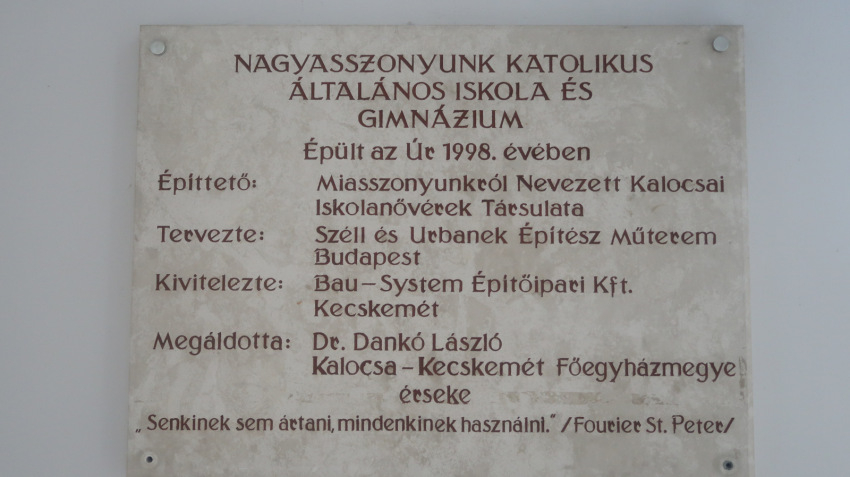 NAGYASSZONYUNK KATOLIKUS
ÁLTALÁNOS ISKOLA ÉS
GIMNÁZIUM
Épült az Úr 1998. évében
Építtető: Miasszonyunkról Nevezett Kalocsai
Iskolanővérek Társulata
Tervezte: Széll és Urbanek Építész Műterem
Budapest
Kivitelezte: Bau-System Építőipari Kft.
Kecskemét
Megáldotta: Dr. Dankó László
Kalocsa-Kecskemét Főegyházmegye
érseke
„Senkinek sem ártani, mindenkinek használni." /Fourier St. Peter/